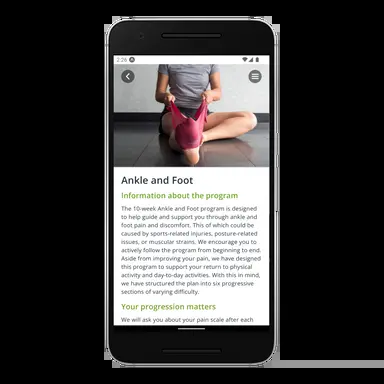 2:26
Ankle and Foot
Information about the program
The 10-week Ankle and Foot program is designed
to help guide and support you through ankle and
foot pain and discomfort. This of which could be
caused by sports-related injuries, posture-related
issues, or muscular strains. We encourage you to
actively follow the program from beginning to end.
Aside from improving your pain, we have designed
this program to support your return to physical
activity and day-to-day activities. With this in mind,
we have structured the plan into six progressive
sections of varying difficulty.
Your progression matters
We will ask you about your pain scale after each